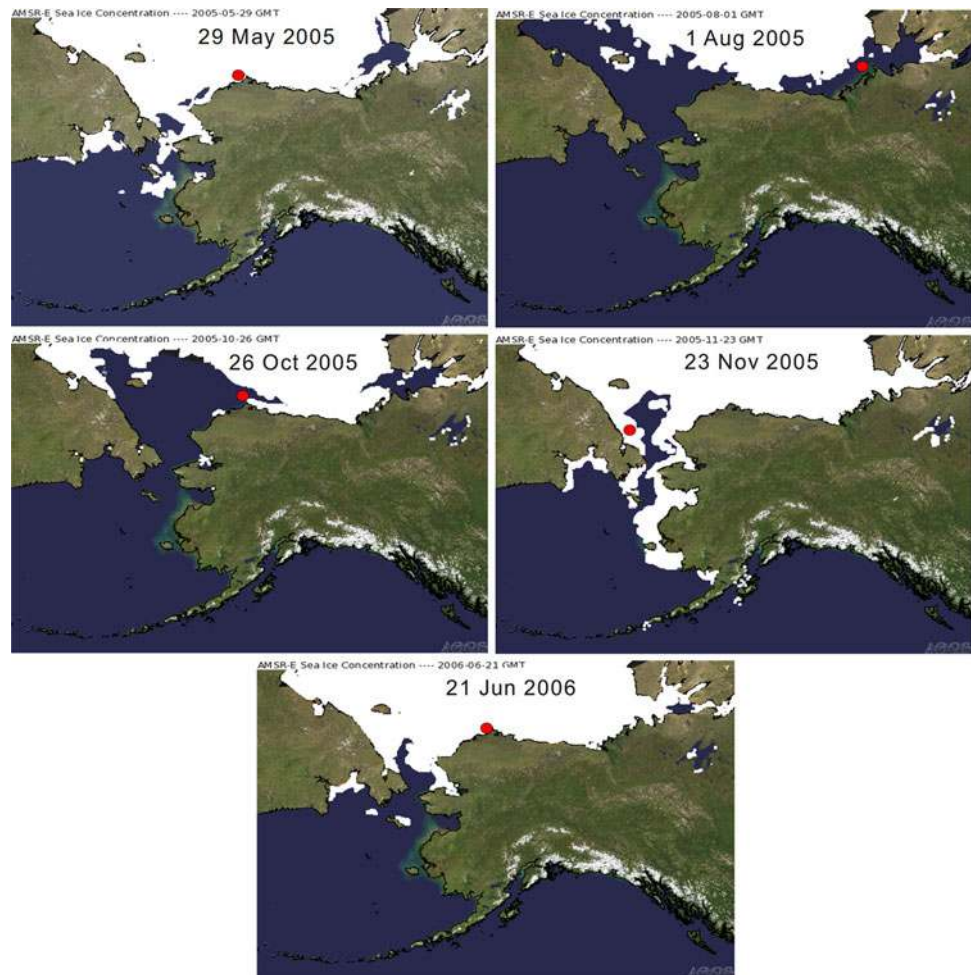 AMSR-E Sea Ice Concentration ---- 2005-05-29 GMT
29 May 2005
AMSR-E Sea Ice Concentration ---- 2005-08-01 GMT
1 Aug 2005
AMSR-E Sea Ice Concentration ---- 2005-10-26 GMT
26 Oct 2005
AMSR-E Sea Ice Concentration ---- 2005-11-23 GMT
23 Nov 2005
AMSR-E Sea Ice Concentration ---- 2006-06-21 GMT
21 Jun 2006